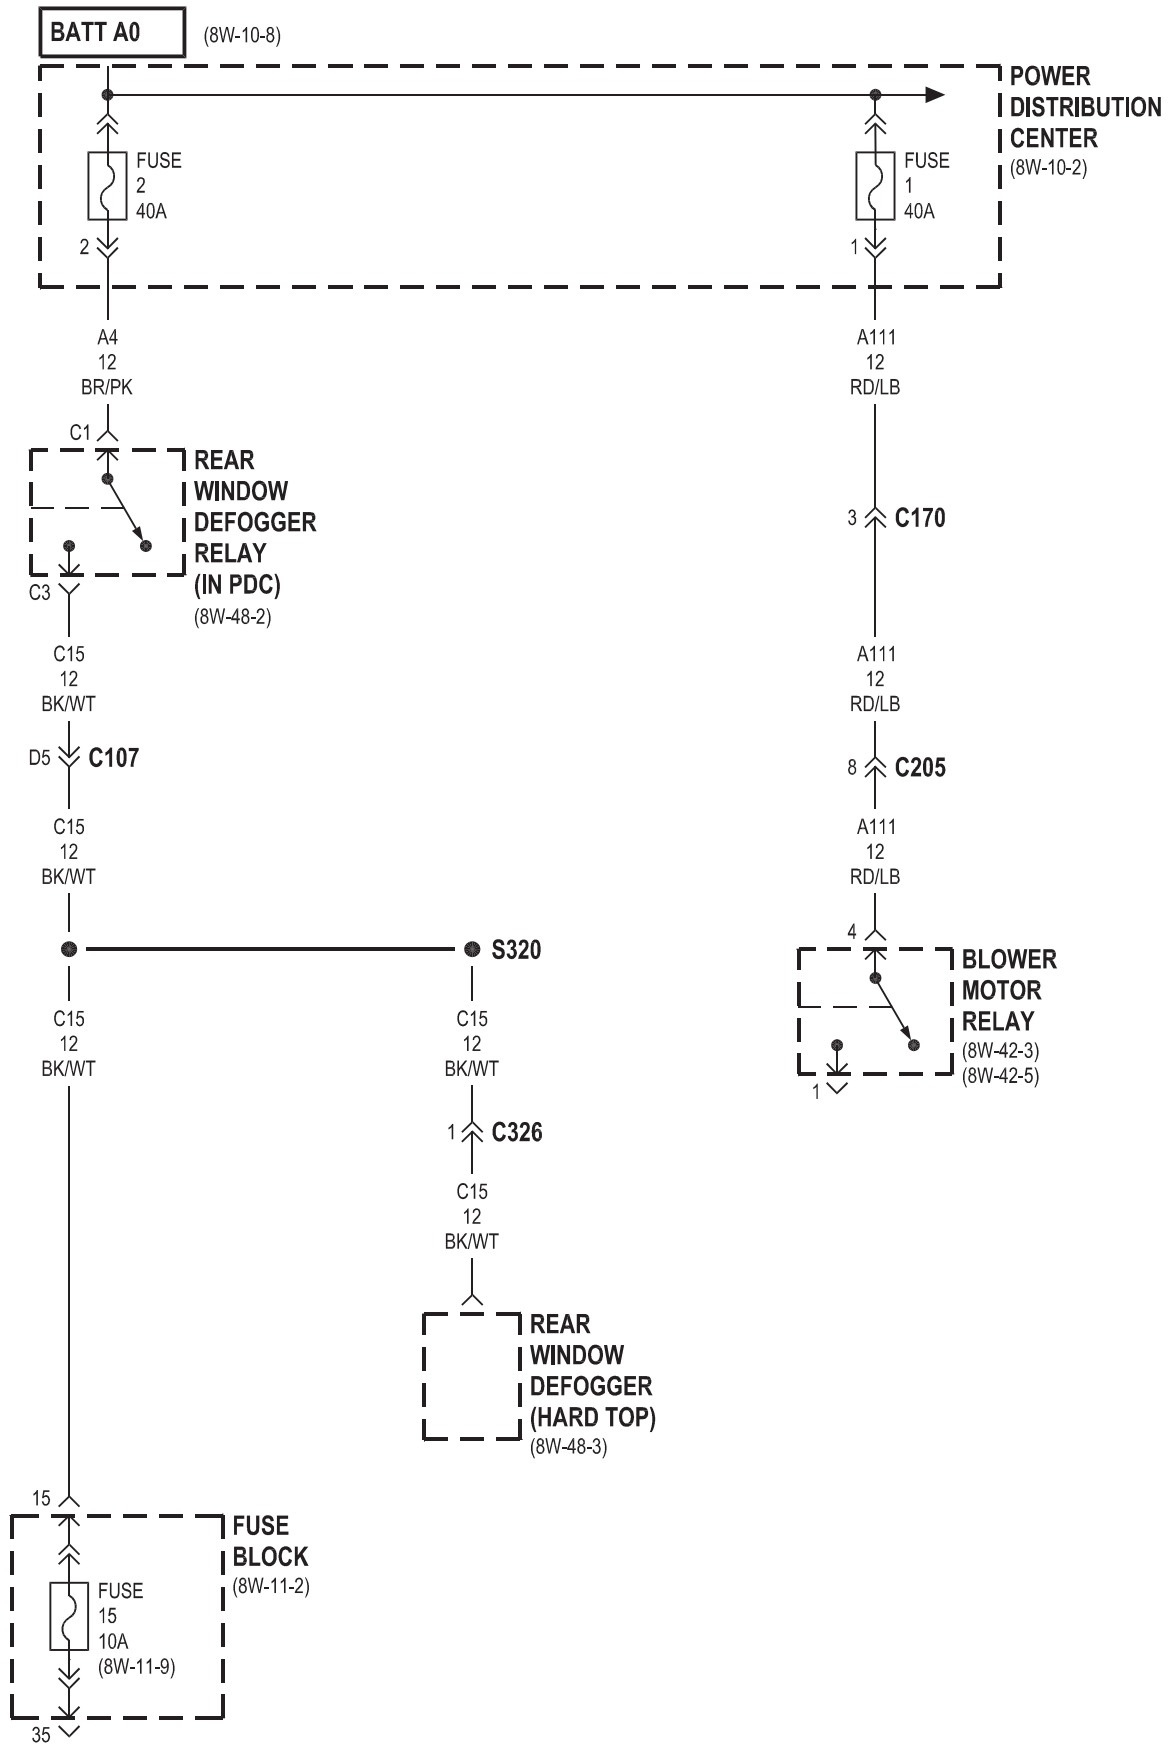 BATT A0
(8W-10-8)
POWER
DISTRIBUTION
CENTER
(8W-10-2)
FUSE
2
40A
2
FUSE
1
40A
1
A4
12
BR/PK
A111
12
RD/LB
C1
REAR
WINDOW
DEFOGGER
RELAY
(IN PDC)
(8W-48-2)
C3
3
C170
C15
12
BK/WT
A111
12
RD/LB
D5
C107
8
C205
C15
12
BK/WT
A111
12
RD/LB
S320
4
BLOWER
MOTOR
RELAY
(8W-42-3)
(8W-42-5)
1
C15
12
BK/WT
C15
12
BK/WT
1
C326
C15
12
BK/WT
REAR
WINDOW
DEFOGGER
(HARD TOP)
(8W-48-3)
15
FUSE
BLOCK
(8W-11-2)
FUSE
15
10A
(8W-11-9)
35